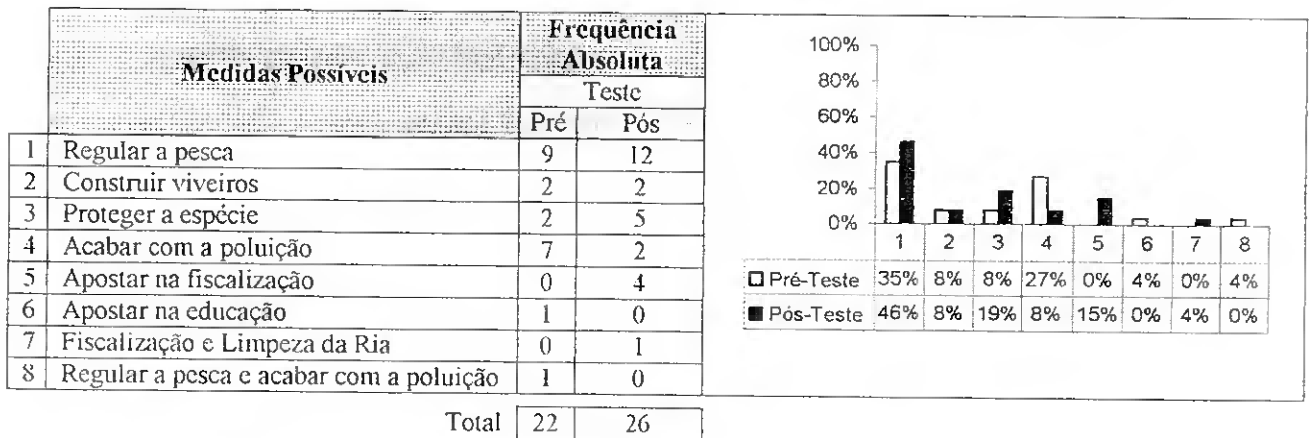 Medidas Possíveis
Frequência
Absoluta
Teste
Pré Pós
1 Regular a pesca 9 12
2 Construir viveiros 2 2
3 Proteger a espécie 2 5
4 Acabar com a poluição 7 2
5 Apostar na fiscalização 0 4
6 Apostar na educação 1 0
7 Fiscalização e Limpeza da Ria 0 1
8 Regular a pesca e acabar com a poluição 1 0
Total 22 26
100%
80%
60%
40%
20%
0%
1 2 3 4 5 6 7 8
Pré-Teste 35% 8% 8% 27% 0% 4% 0% 4%
Pós-Teste 46% 8% 19% 8% 15% 0% 4% 0%